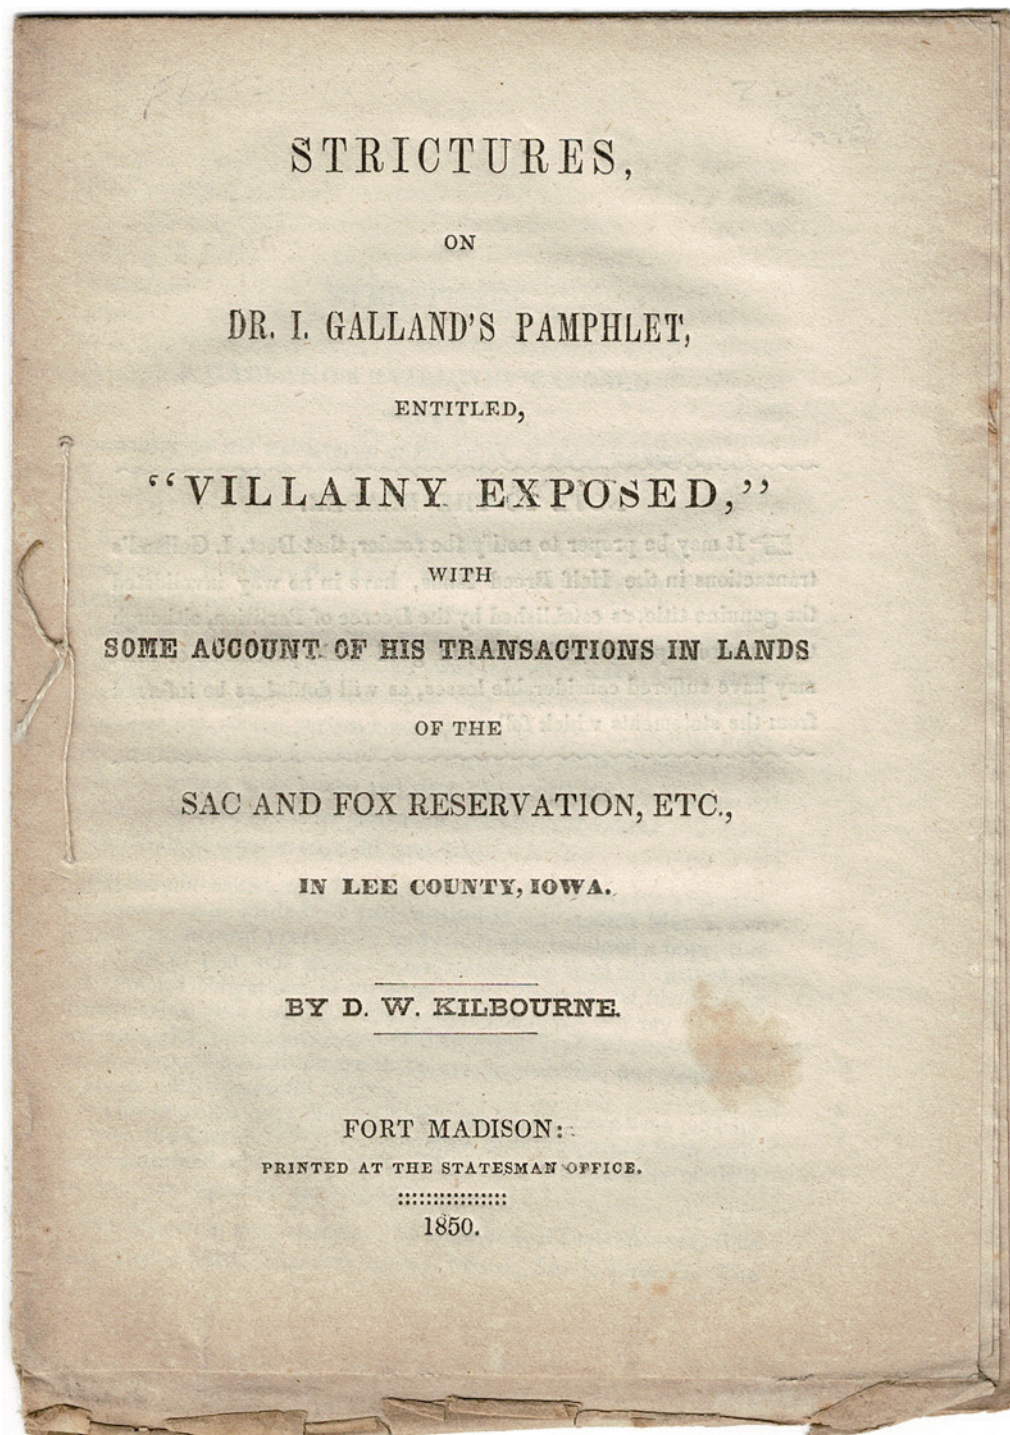 STRICTURES,
ON
DR. I. GALLAND'S PAMPHLET,
ENTITLED,
“VILLAINY EXPOSED,”
WITH
SOME ACCOUNT OF HIS TRANSACTIONS IN LANDS
OF THE
SAC AND FOX RESERVATION, ETC.,
IN LEE COUNTY, IOWA.
BY D. W. KILBOURNE.
FORT MADISON:
PRINTED AT THE STATESMAN OFFICE.
1850.